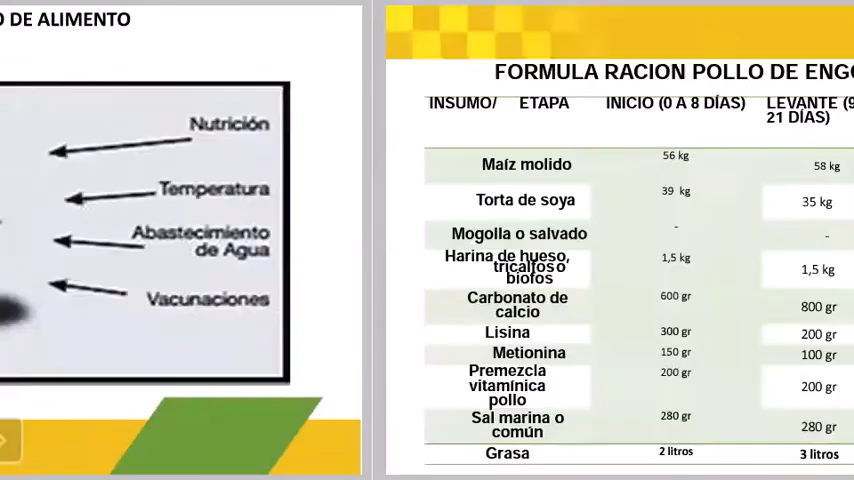 O DE ALIMENTO
Nutrición
Temperatura
Abastecimiento
de Agua
Vacunaciones
FORMULA RACION POLLO DE ENGO
INSUMO/ ETAPA INICIO (0 A 8 DÍAS) LEVANTE (9
21 DÍAS)
Maíz molido 56 kg 58 kg
Torta de soya 39 kg 35 kg
Mogolla o salvado - -
Harina de hueso, 1,5 kg 1,5 kg
tricalfoso
biofos
Carbonato de 600 gr 800 gr
calcio
Lisina 300 gr 200 gr
Metionina 150 gr 100 gr
Premezcla 200 gr 200 gr
vitamínica
pollo
Sal marina o 280 gr 280 gr
común
Grasa 2 litros 3 litros